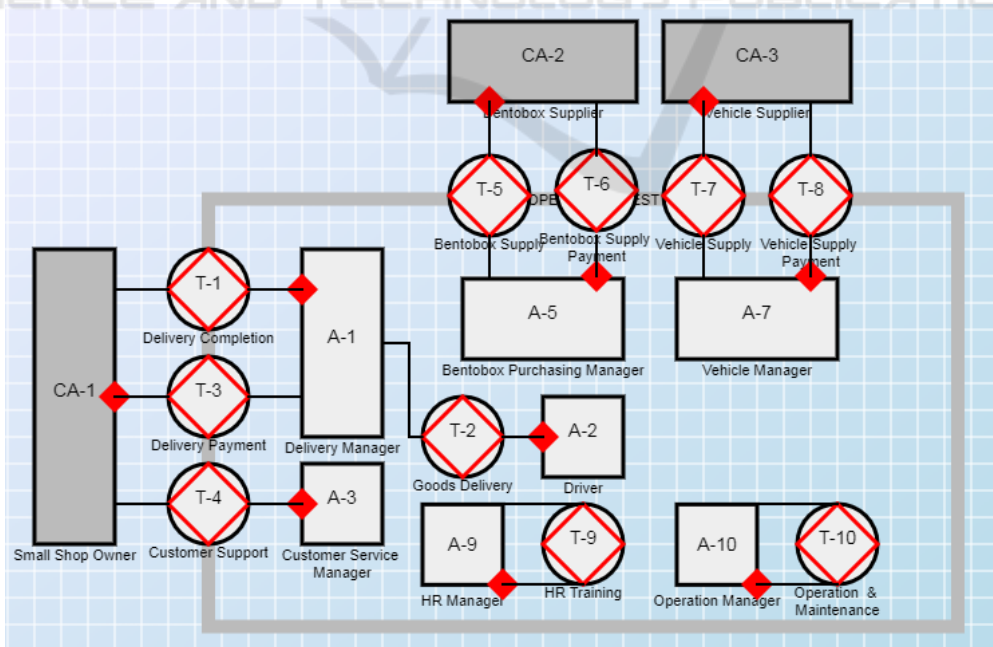 CA-2
CA-3
Bentobox Supplier
Vehicle Supplier
T-5
T-6
T-7
T-8
Bentobox Supply
Bentobox Supply
Payment
Vehicle Supply
Vehicle Supply
Payment
CA-1
T-1
A-1
A-5
A-7
Delivery Completion
Bentobox Purchasing Manager
Vehicle Manager
T-3
Delivery Payment
Delivery Manager
T-2
A-2
Goods Delivery
Driver
T-4
A-3
Small Shop Owner
Customer Support
Customer Service
Manager
A-9
T-9
A-10
T-10
HR Manager
HR Training
Operation Manager
Operation &
Maintenance